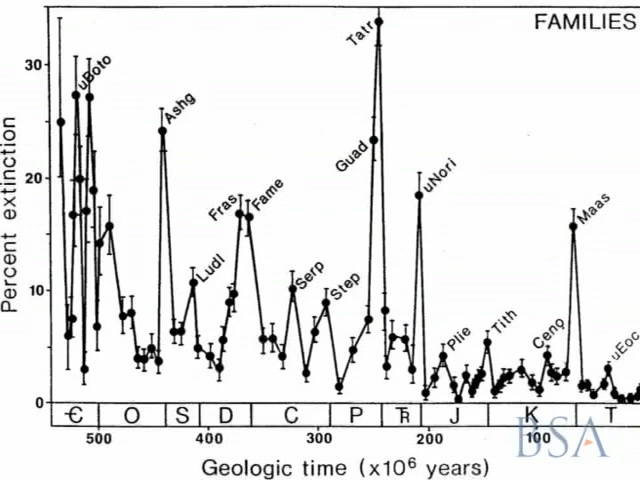 FAMILIES
30
20
10
0
Percent extinction
uBoto
Ashg
Ludl
Fras
Fame
Serp
Step
Guad
Tatr
uNori
Plie
Tith
Ceno
Maas
uEoc
Є O S D C P Ћ J K T
500 400 300 200 100
Geologic time (x10⁶ years)
BSA